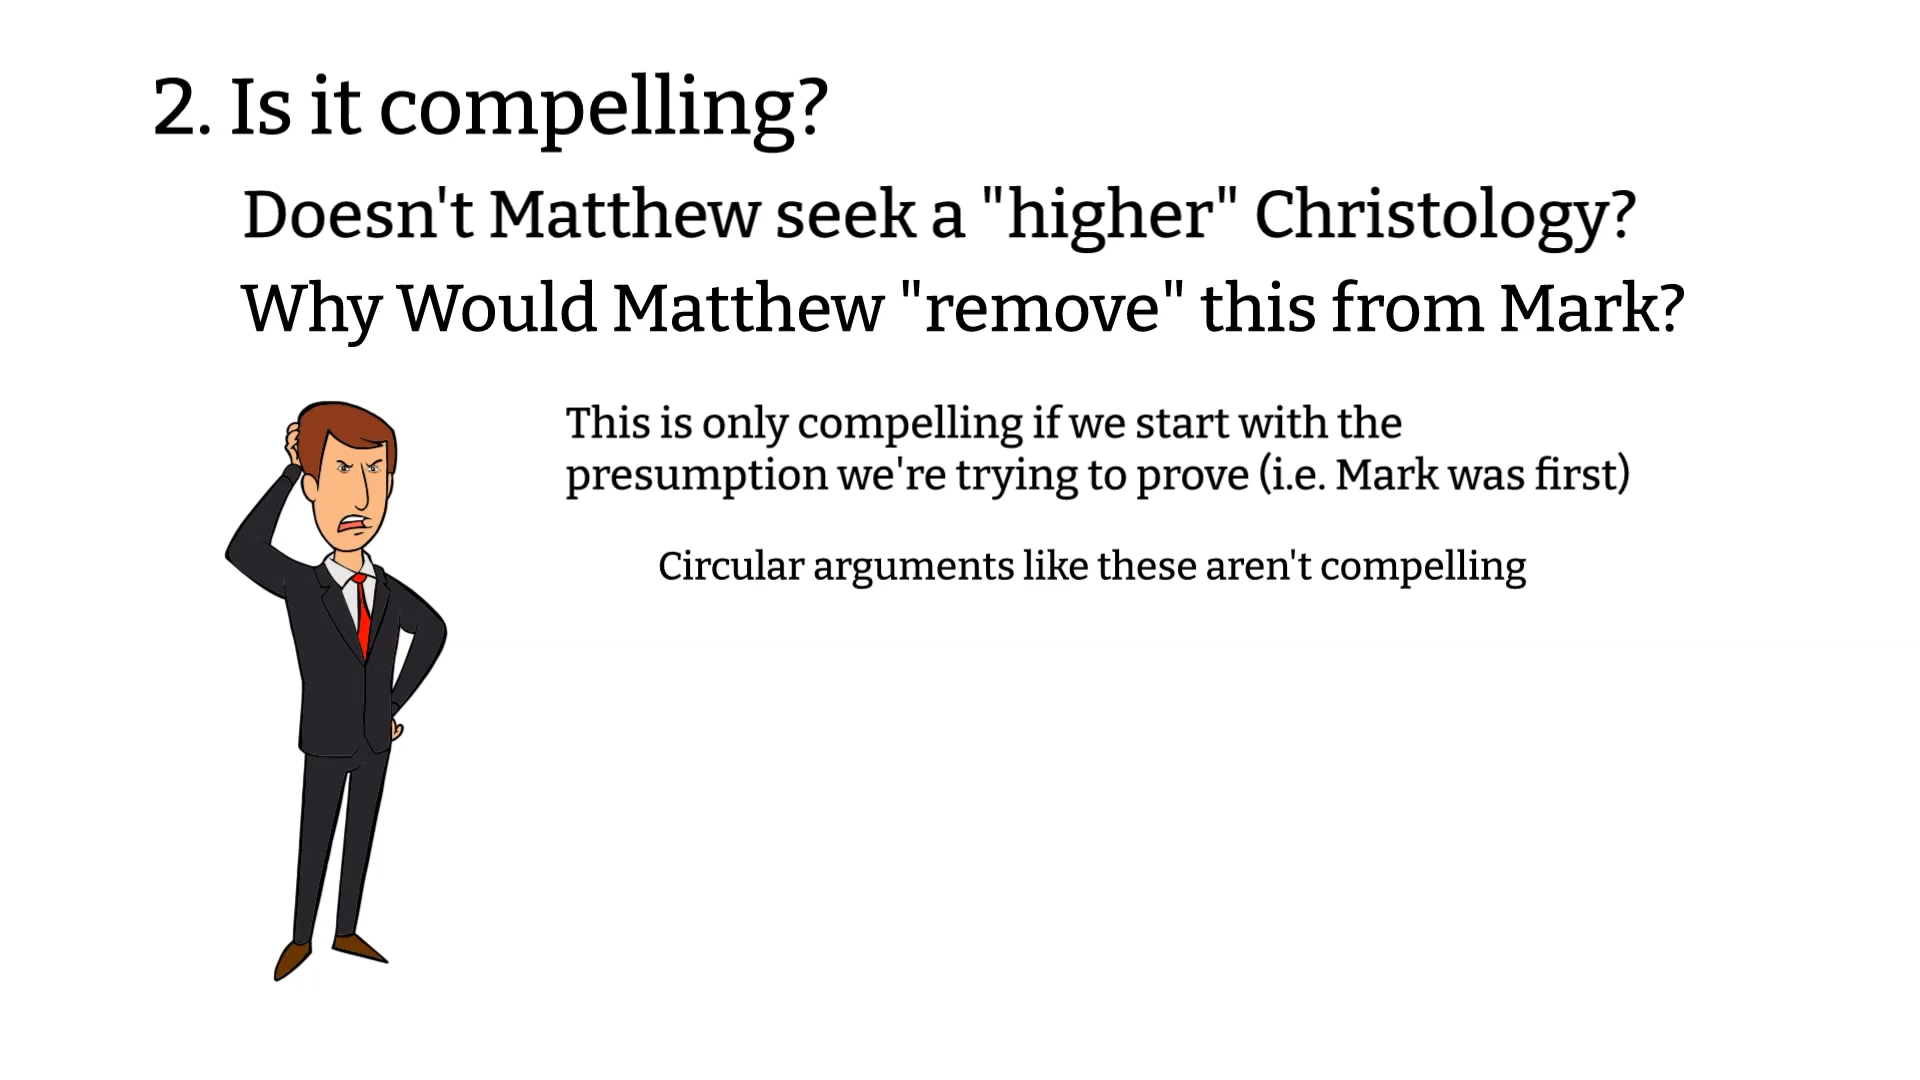 2. Is it compelling?
Doesn't Matthew seek a "higher" Christology?
Why Would Matthew "remove" this from Mark?
This is only compelling if we start with the
presumption we're trying to prove (i.e. Mark was first)
Circular arguments like these aren't compelling